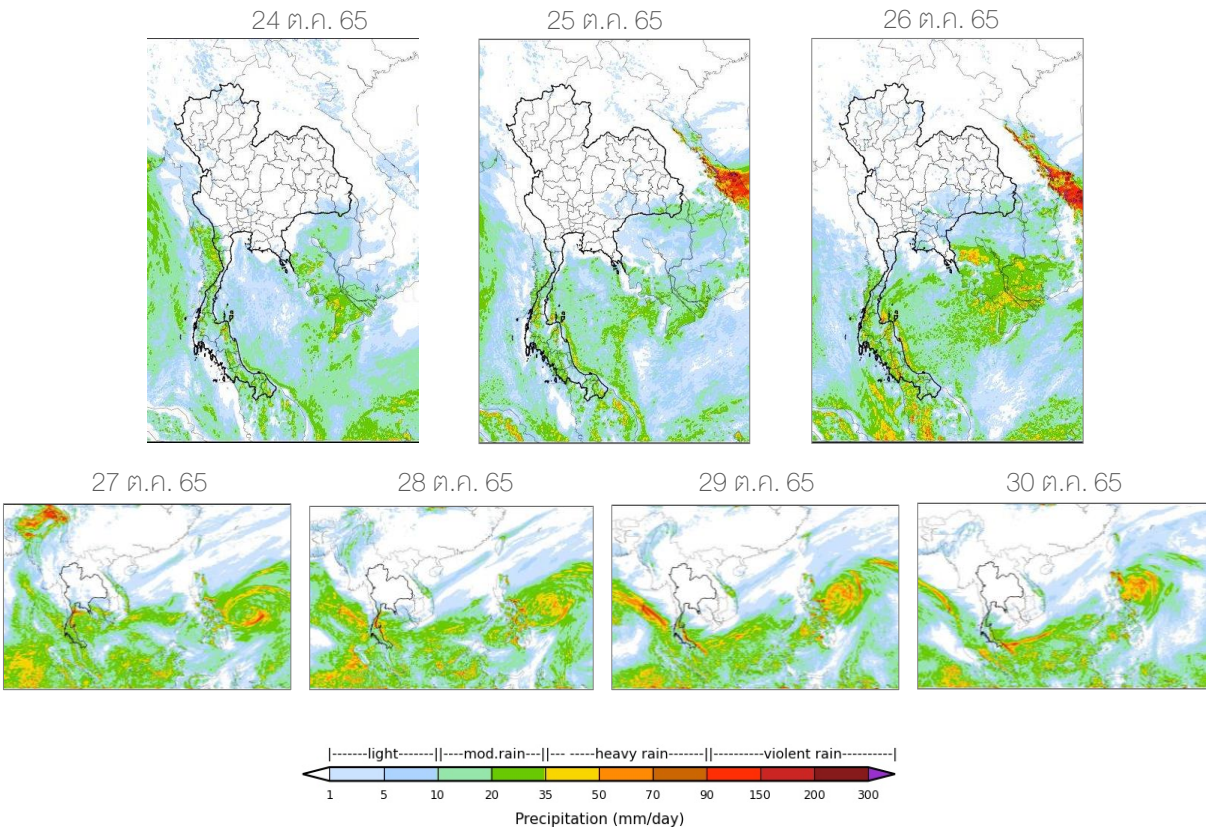 24 ต.ค. 65
25 ต.ค. 65
26 ต.ค. 65
27 ต.ค. 65
28 ต.ค. 65
29 ต.ค. 65
30 ต.ค. 65
|-------light-------||----mod.rain---||--- -----heavy rain-------||----------violent rain----------|
1 5 10 20 35 50 70 90 150 200 300
Precipitation (mm/day)